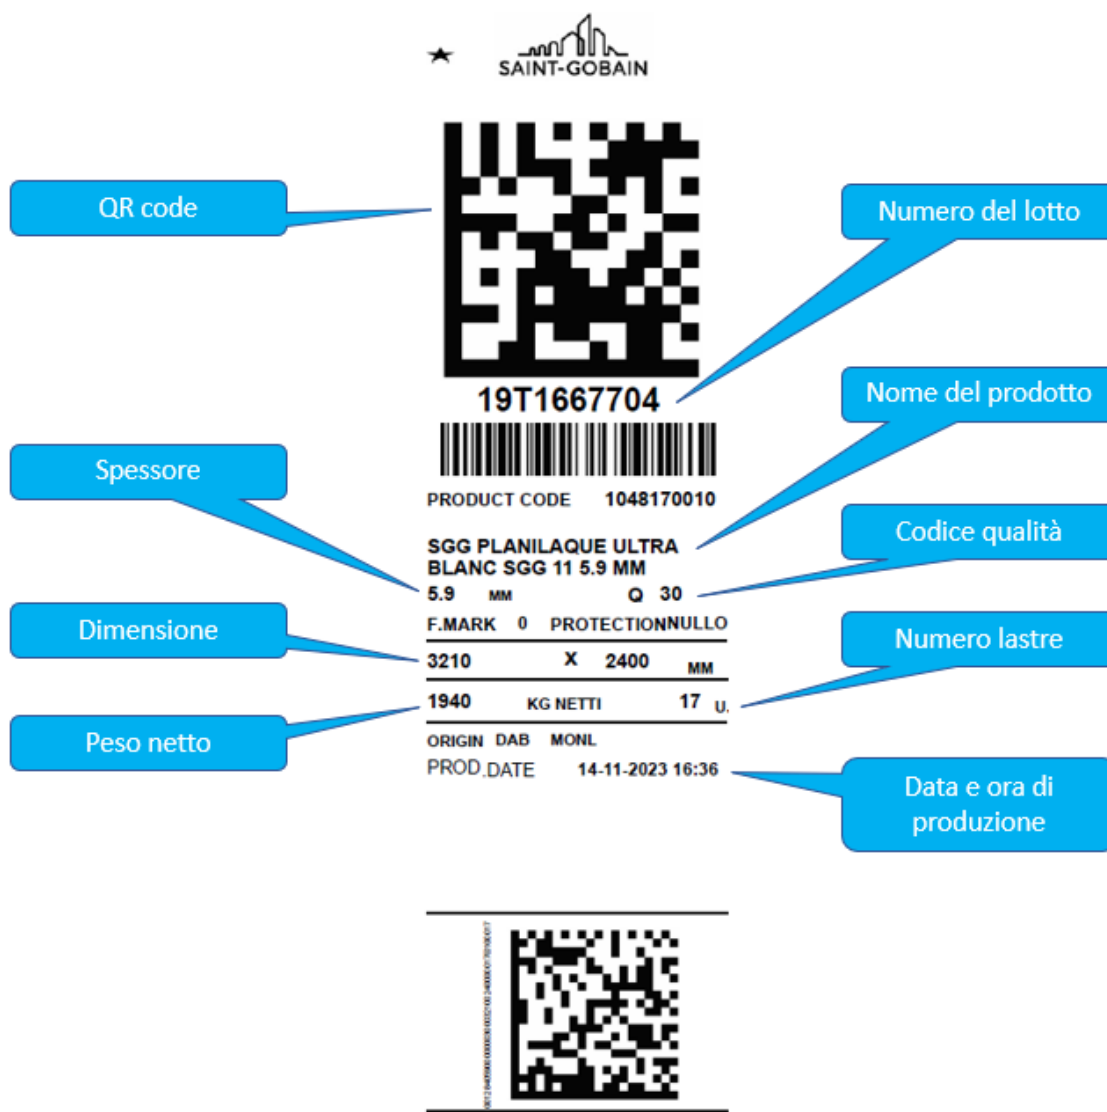 SAINT-GOBAIN
QR code
Numero del lotto
19T1667704
Nome del prodotto
Spessore
PRODUCT CODE 1048170010
Codice qualità
SGG PLANILAQUE ULTRA
BLANC SGG 11 5.9 MM
5.9 MM Q 30
F.MARK 0 PROTECTIONNULLO
Dimensione
Numero lastre
3210 X 2400 MM
1940 KG NETTI 17 U.
Peso netto
ORIGIN DAB MONL
PROD.DATE 14-11-2023 16:36
Data e ora di
produzione